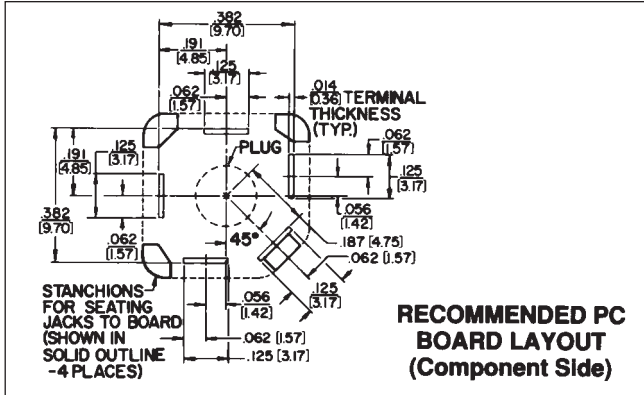 .382
[9.70]
.191
[4.85]
.125
[3.17]
.062
[1.57]
.014
[0.36]
TERMINAL
THICKNESS
(TYP.)
.062
[1.57]
PLUG
.191
[4.85]
.125
[3.17]
.125
[3.17]
.382
[9.70]
.056
[1.42]
.187 [4.75]
45°
.062 [1.57]
.062
[1.57]
.125
[3.17]
STANCHIONS
FOR SEATING
JACKS TO BOARD
(SHOWN IN
SOLID OUTLINE
-4 PLACES)
.056
[1.42]
.062 [1.57]
.125 [3.17]
RECOMMENDED PC
BOARD LAYOUT
(Component Side)